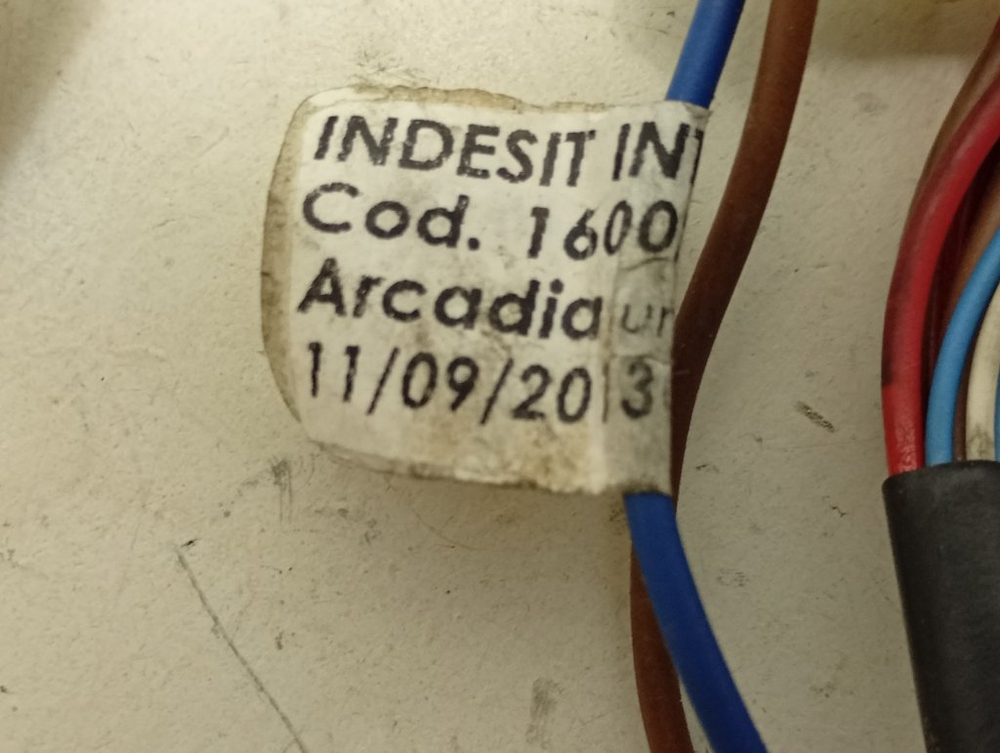 INDESIT INT
Cod. 1600
Arcadia
11/09/2013